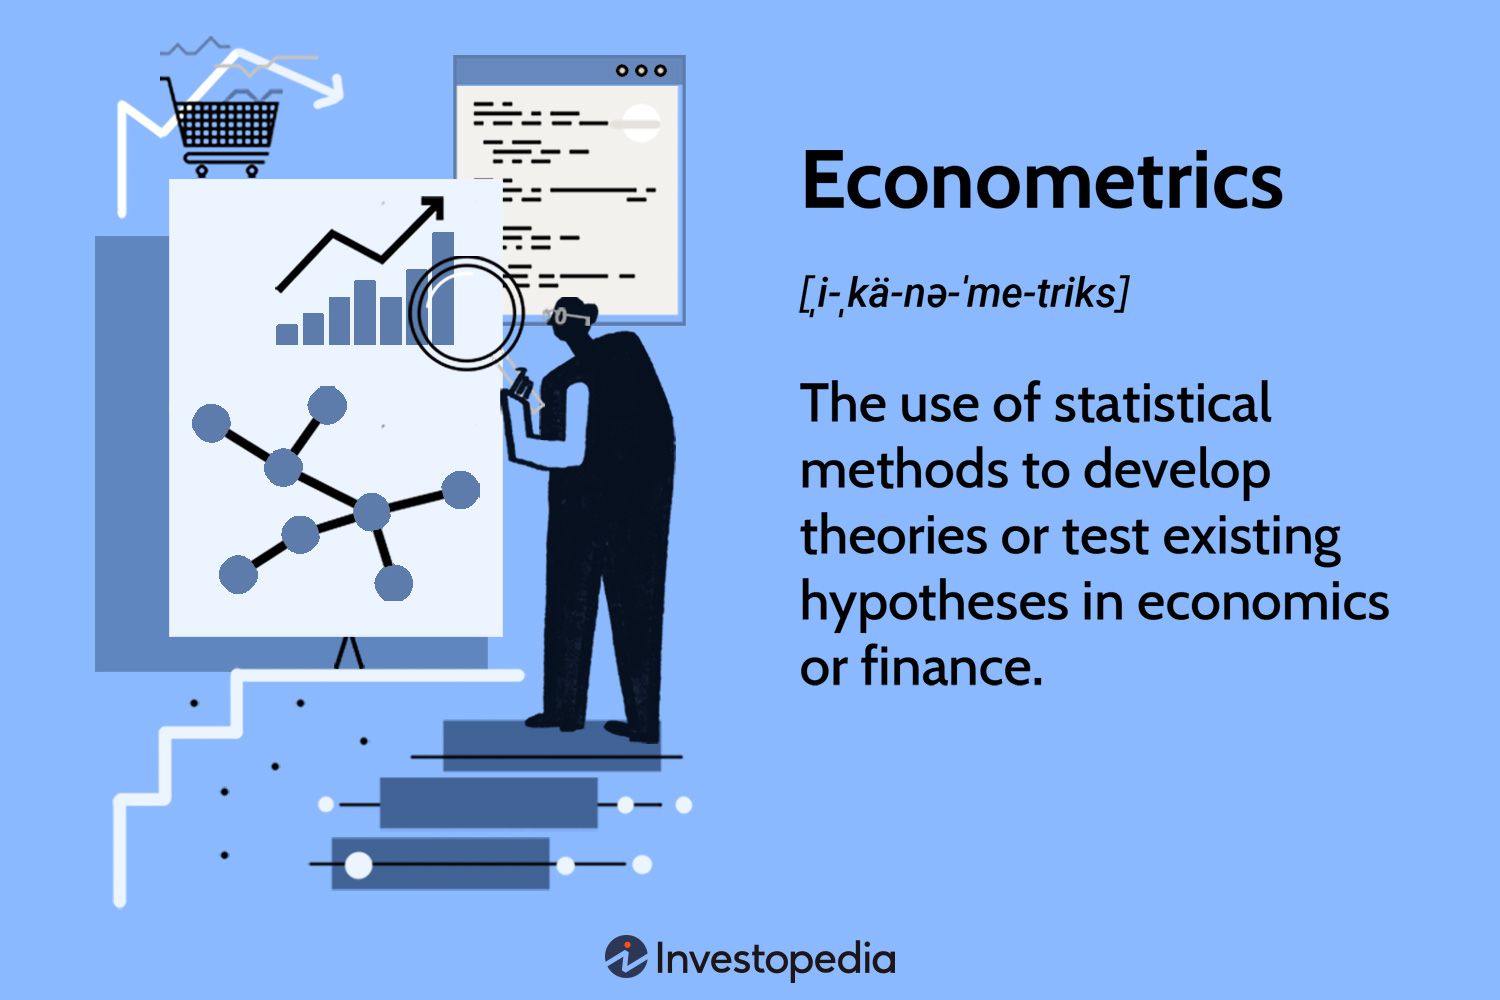 Econometrics
[ˌi-ˌkä-nə-ˈme-triks]
The use of statistical
methods to develop
theories or test existing
hypotheses in economics
or finance.
Investopedia